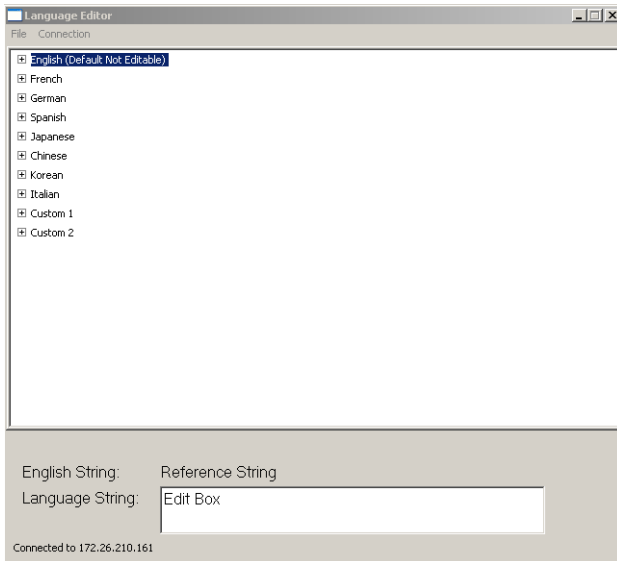 Language Editor
File Connection
English (Default Not Editable)
French
German
Spanish
Japanese
Chinese
Korean
Italian
Custom 1
Custom 2
English String: Reference String
Language String: Edit Box
Connected to 172.26.210.161